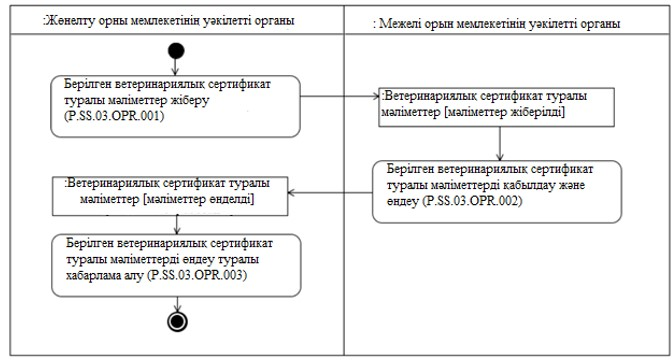 :Жөнелту орны мемлекетінің уәкілетті органы
: Межелі орын мемлекетінің уәкілетті органы
Берілген ветеринариялық сертификат
туралы мәліметтер жіберу
(P.SS.03.OPR.001)
:Ветеринариялық сертификат туралы
мәліметтер [мәліметтер жіберілді]
Берілген ветеринариялық сертификат
туралы мәліметтерді қабылдау және
өңдеу (P.SS.03.OPR.002)
:Ветеринариялық сертификат туралы
мәліметтер [мәліметтер өңделді]
Берілген ветеринариялық сертификат
туралы мәліметтерді өңдеу туралы
хабарлама алу (P.SS.03.OPR.003)